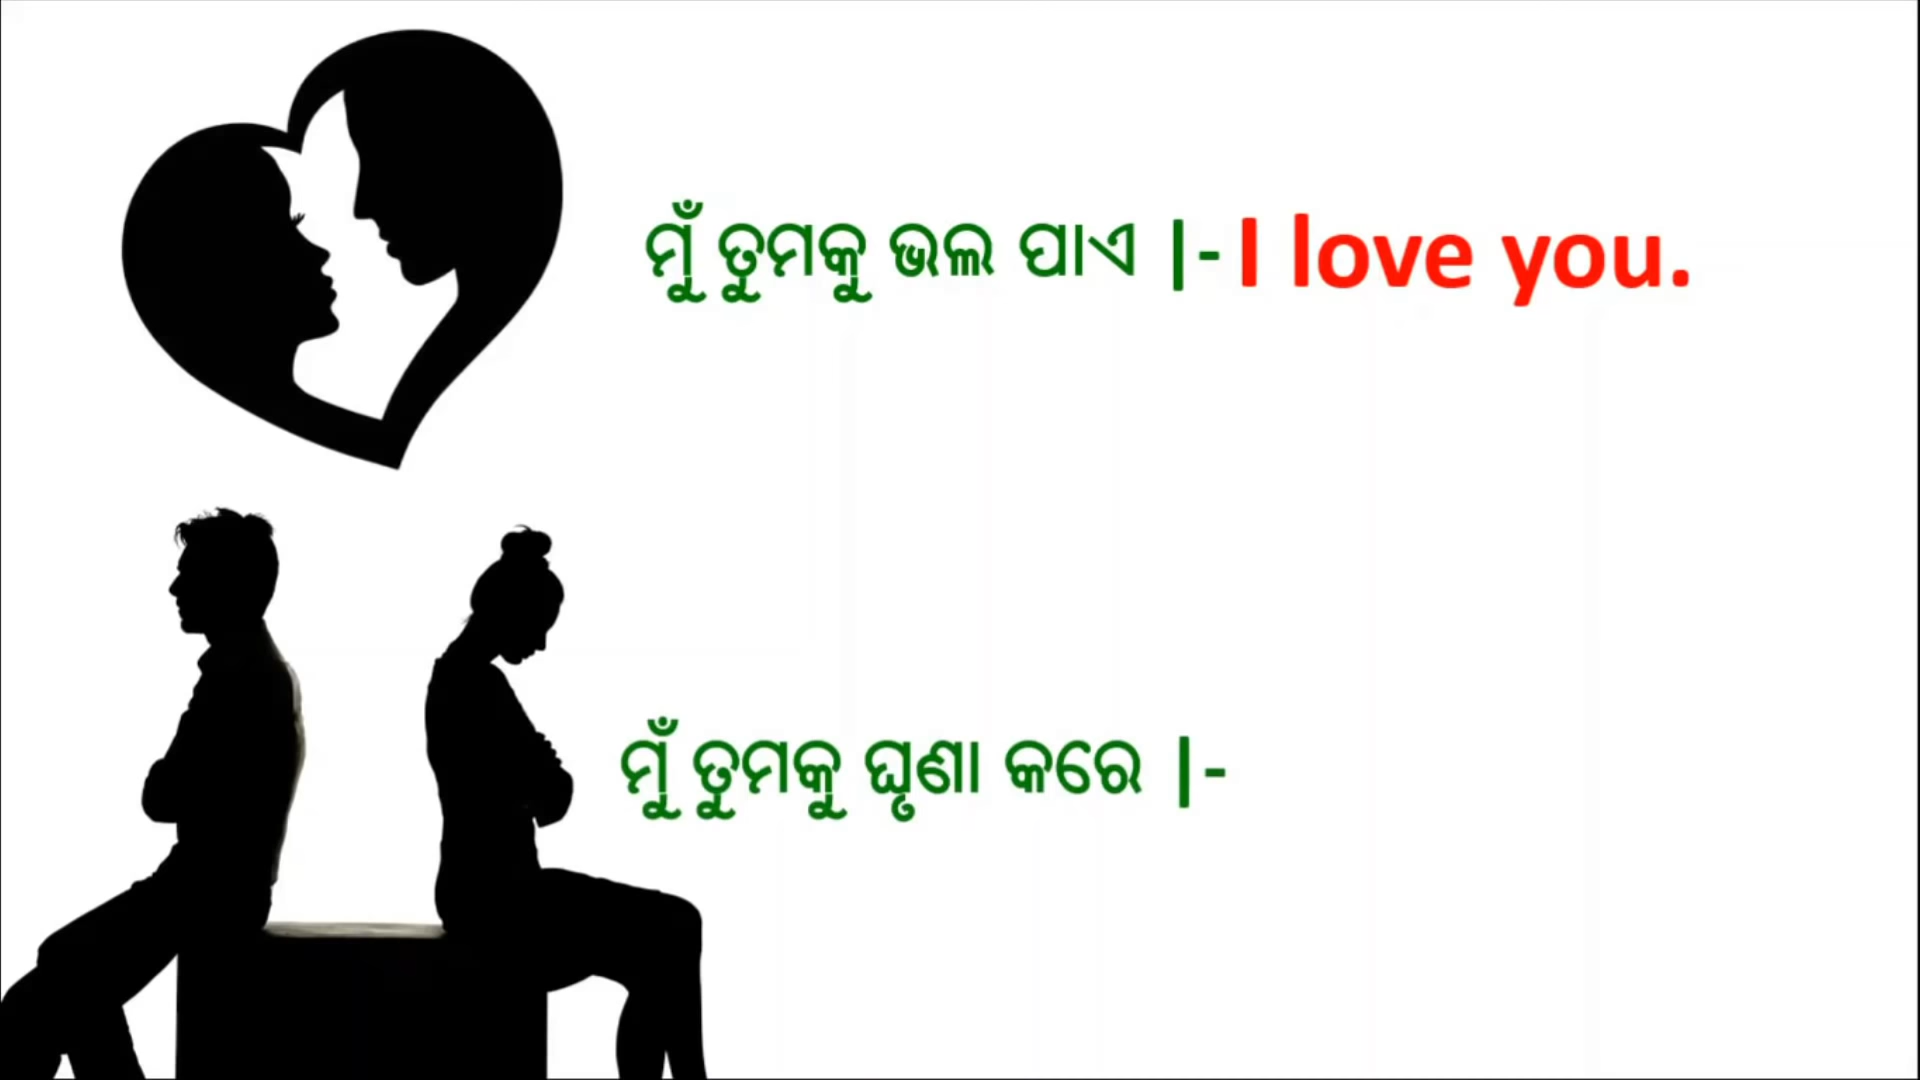 ମୁଁ ତୁମକୁ ଭଲ ପାଏ |- I love you.
ମୁଁ ତୁମକୁ ଘୃଣା କରେ |-